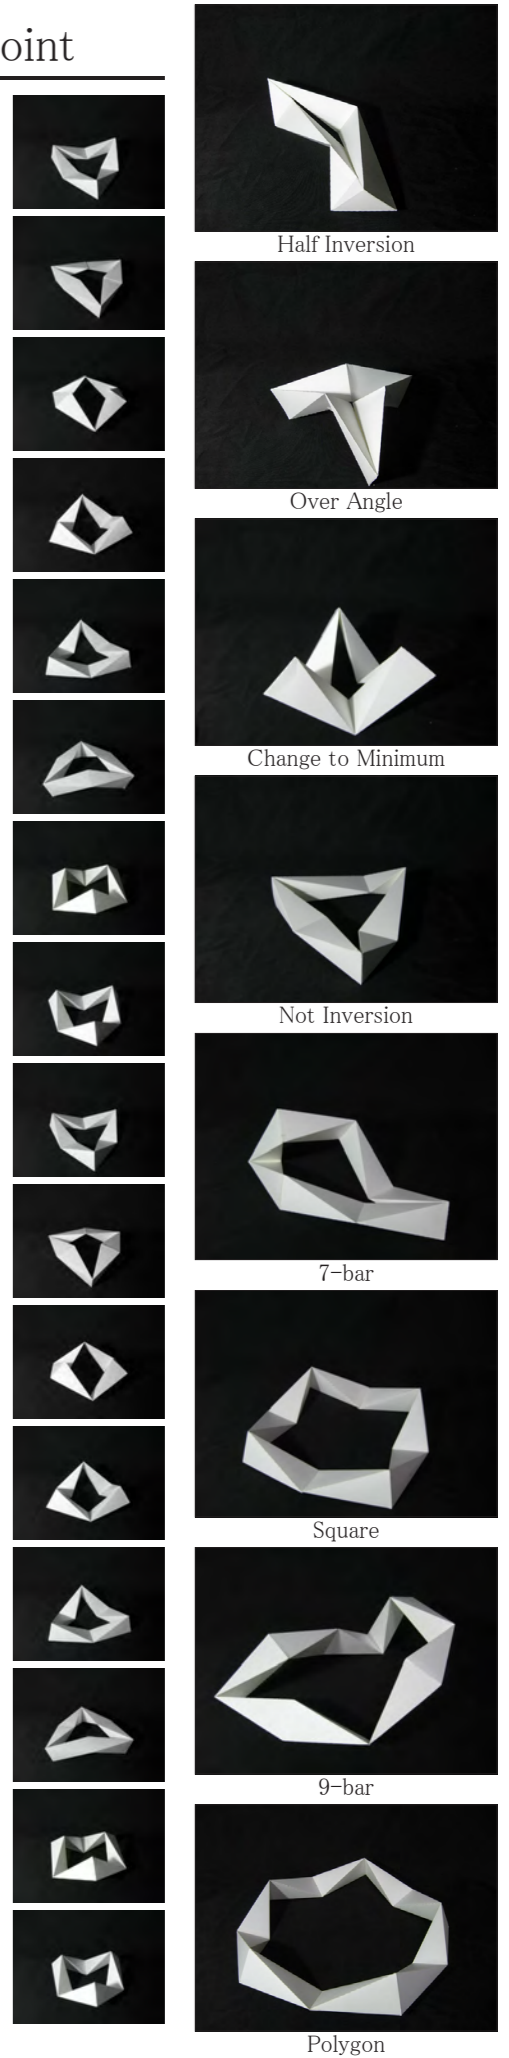 oint
Half Inversion
Over Angle
Change to Minimum
Not Inversion
7-bar
Square
9-bar
Polygon